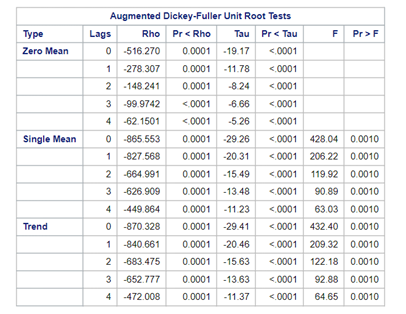 Augmented Dickey-Fuller Unit Root Tests
Type Lags Rho Pr < Rho Tau Pr < Tau F Pr > F
Zero Mean 0 -516.270 0.0001 -19.17 <.0001
1 -278.307 0.0001 -11.78 <.0001
2 -148.241 0.0001 -8.24 <.0001
3 -99.9742 <.0001 -6.66 <.0001
4 -62.1501 <.0001 -5.26 <.0001
Single Mean 0 -865.553 0.0001 -29.26 <.0001 428.04 0.0010
1 -827.568 0.0001 -20.31 <.0001 206.22 0.0010
2 -664.991 0.0001 -15.49 <.0001 119.92 0.0010
3 -626.909 0.0001 -13.48 <.0001 90.89 0.0010
4 -449.864 0.0001 -11.23 <.0001 63.03 0.0010
Trend 0 -870.328 0.0001 -29.41 <.0001 432.40 0.0010
1 -840.661 0.0001 -20.46 <.0001 209.32 0.0010
2 -683.475 0.0001 -15.63 <.0001 122.18 0.0010
3 -652.777 0.0001 -13.63 <.0001 92.88 0.0010
4 -472.008 0.0001 -11.37 <.0001 64.65 0.0010